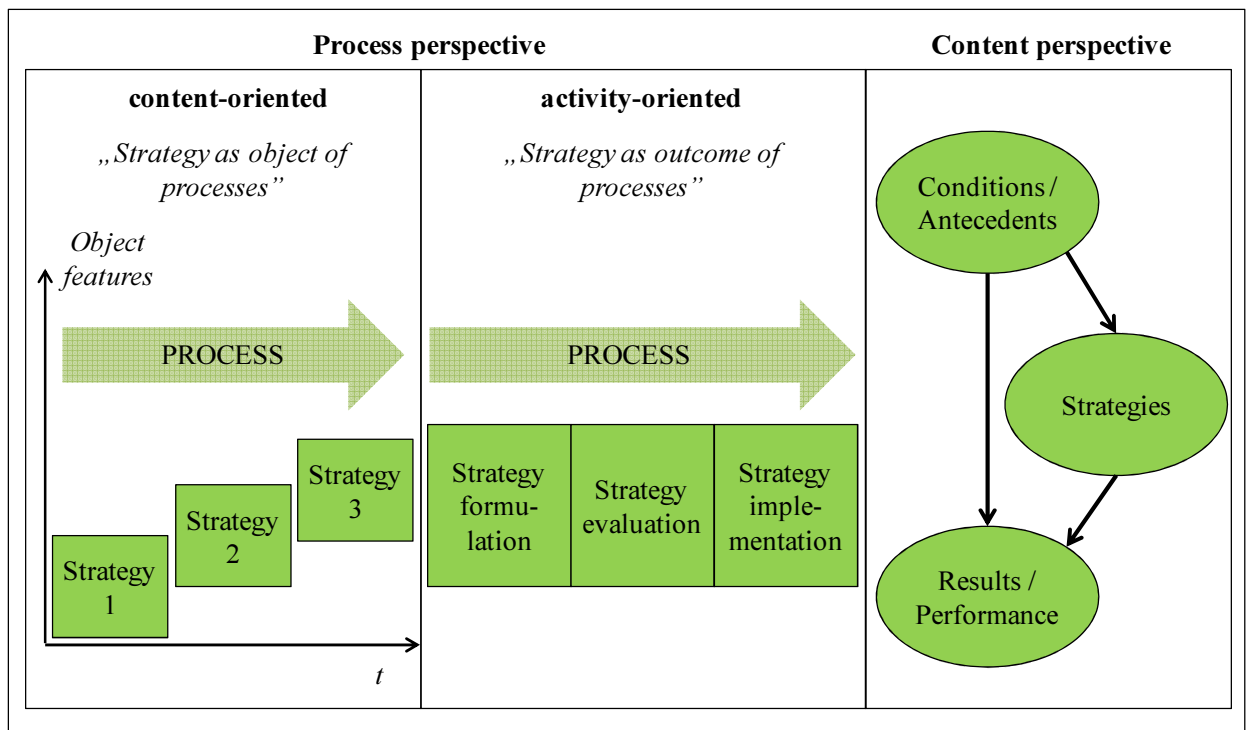 Process perspective
Content perspective
content-oriented
„Strategy as object of
processes”
Object
features
PROCESS
Strategy
1
Strategy
2
Strategy
3
t
activity-oriented
„Strategy as outcome of
processes”
PROCESS
Strategy
formu-
lation
Strategy
evaluation
Strategy
imple-
mentation
Conditions /
Antecedents
Strategies
Results /
Performance